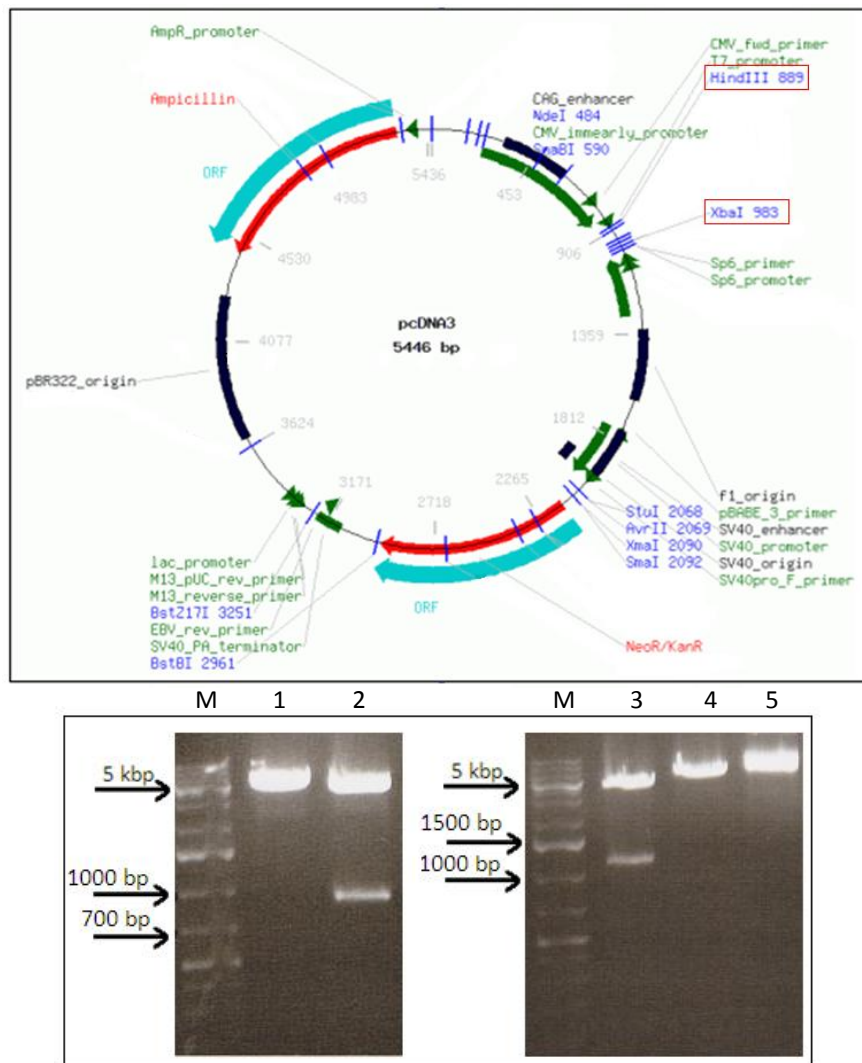 AmpR_promoter
Ampicillin
ORF
CMV_fwd_primer
T7_promoter
HindIII 889
CAG_enhancer
NdeI 484
CMV_immearly_promoter
SmaBI 590
XbaI 983
Sp6_primer
Sp6_promoter
5436
453
906
1359
1812
2265
2718
3171
3624
4077
4530
4983
pcDNA3
5446 bp
pBR322_origin
f1_origin
pBABE_3_primer
SV40_enhancer
SV40_promoter
SV40_origin
SV40pro_F_primer
StuI 2068
AvrII 2069
XmaI 2090
SmaI 2092
NeoR/KanR
ORF
lac_promoter
M13_pUC_rev_primer
M13_reverse_primer
BstZ17I 3251
EBV_rev_primer
SV40_PA_terminator
BstBI 2961
M 1 2 M 3 4 5
5 kbp
1000 bp
700 bp
5 kbp
1500 bp
1000 bp